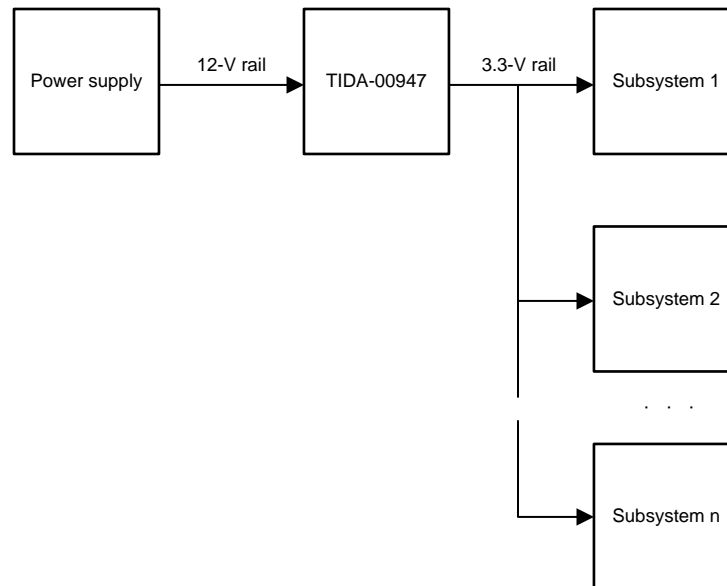 Power supply
12-V rail
TIDA-00947
3.3-V rail
Subsystem 1
Subsystem 2
. . .
Subsystem n